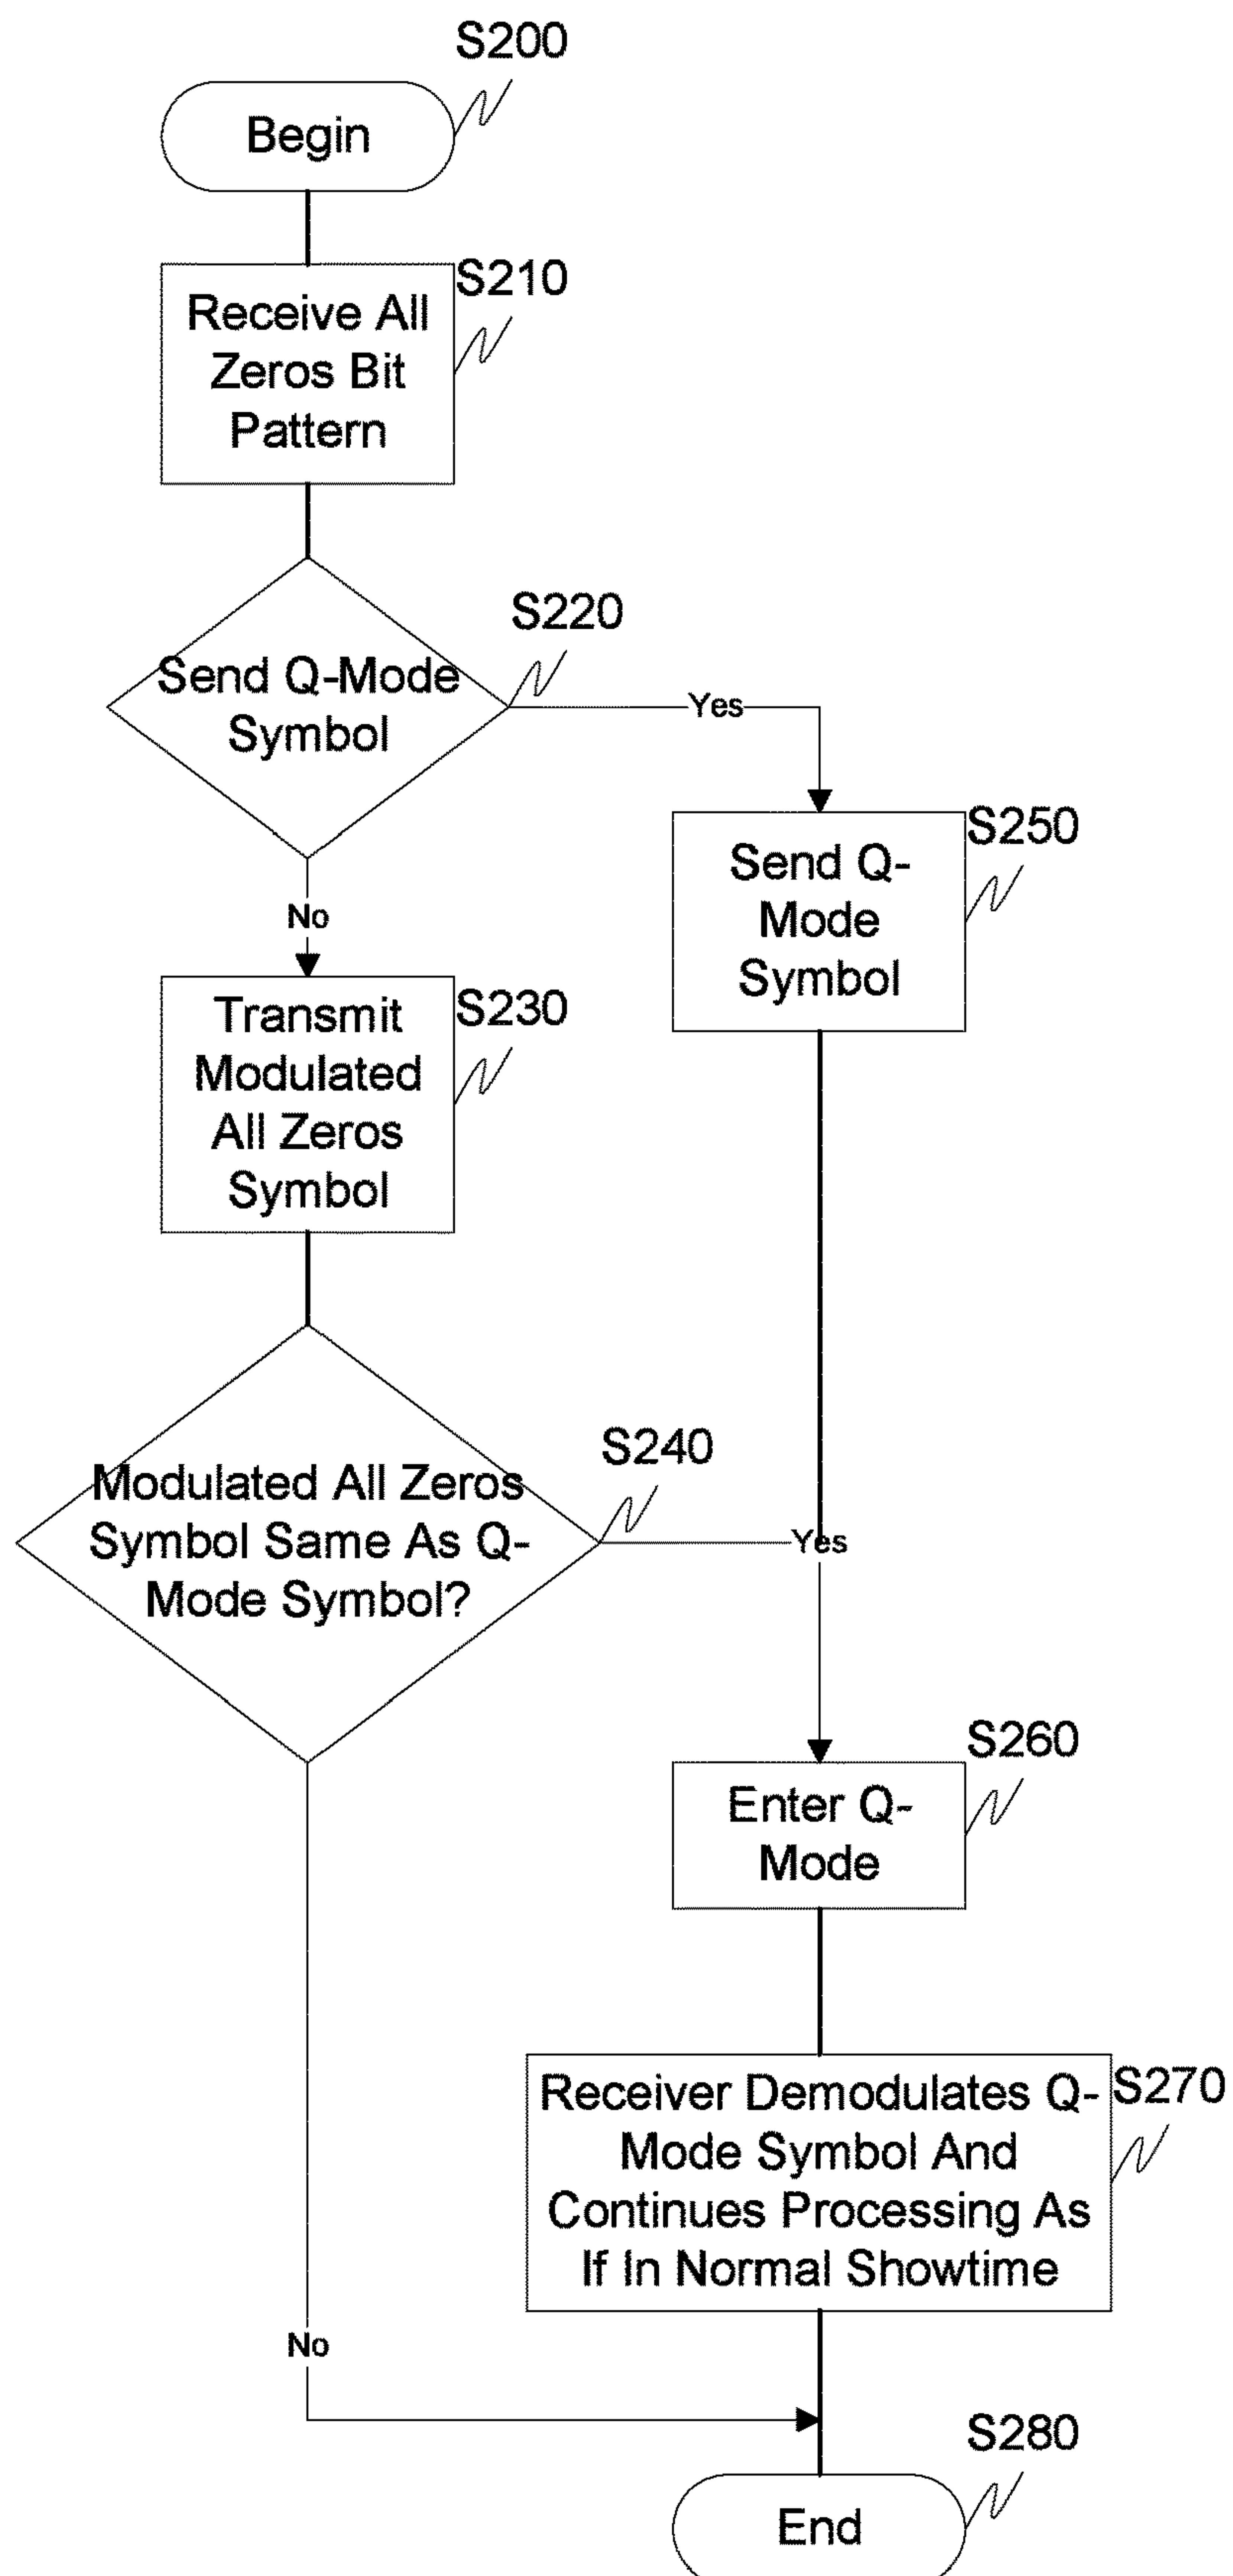 S200
Begin
S210
Receive All
Zeros Bit
Pattern
S220
Send Q-Mode
Symbol
Yes
S250
Send Q-
Mode
Symbol
No
S230
Transmit
Modulated
All Zeros
Symbol
S240
Modulated All Zeros
Symbol Same As Q-
Mode Symbol?
Yes
S260
Enter Q-
Mode
S270
Receiver Demodulates Q-
Mode Symbol And
Continues Processing As
If In Normal Showtime
No
S280
End